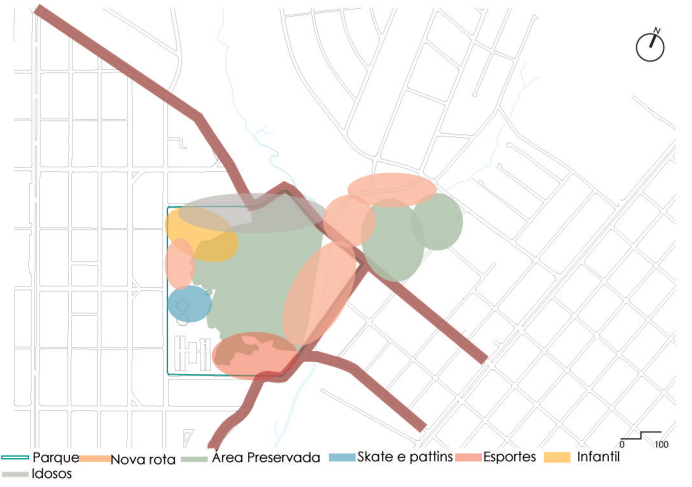 N
0 100
Parque Nova rota Área Preservada Skate e pattins Esportes Infantil
Idosos